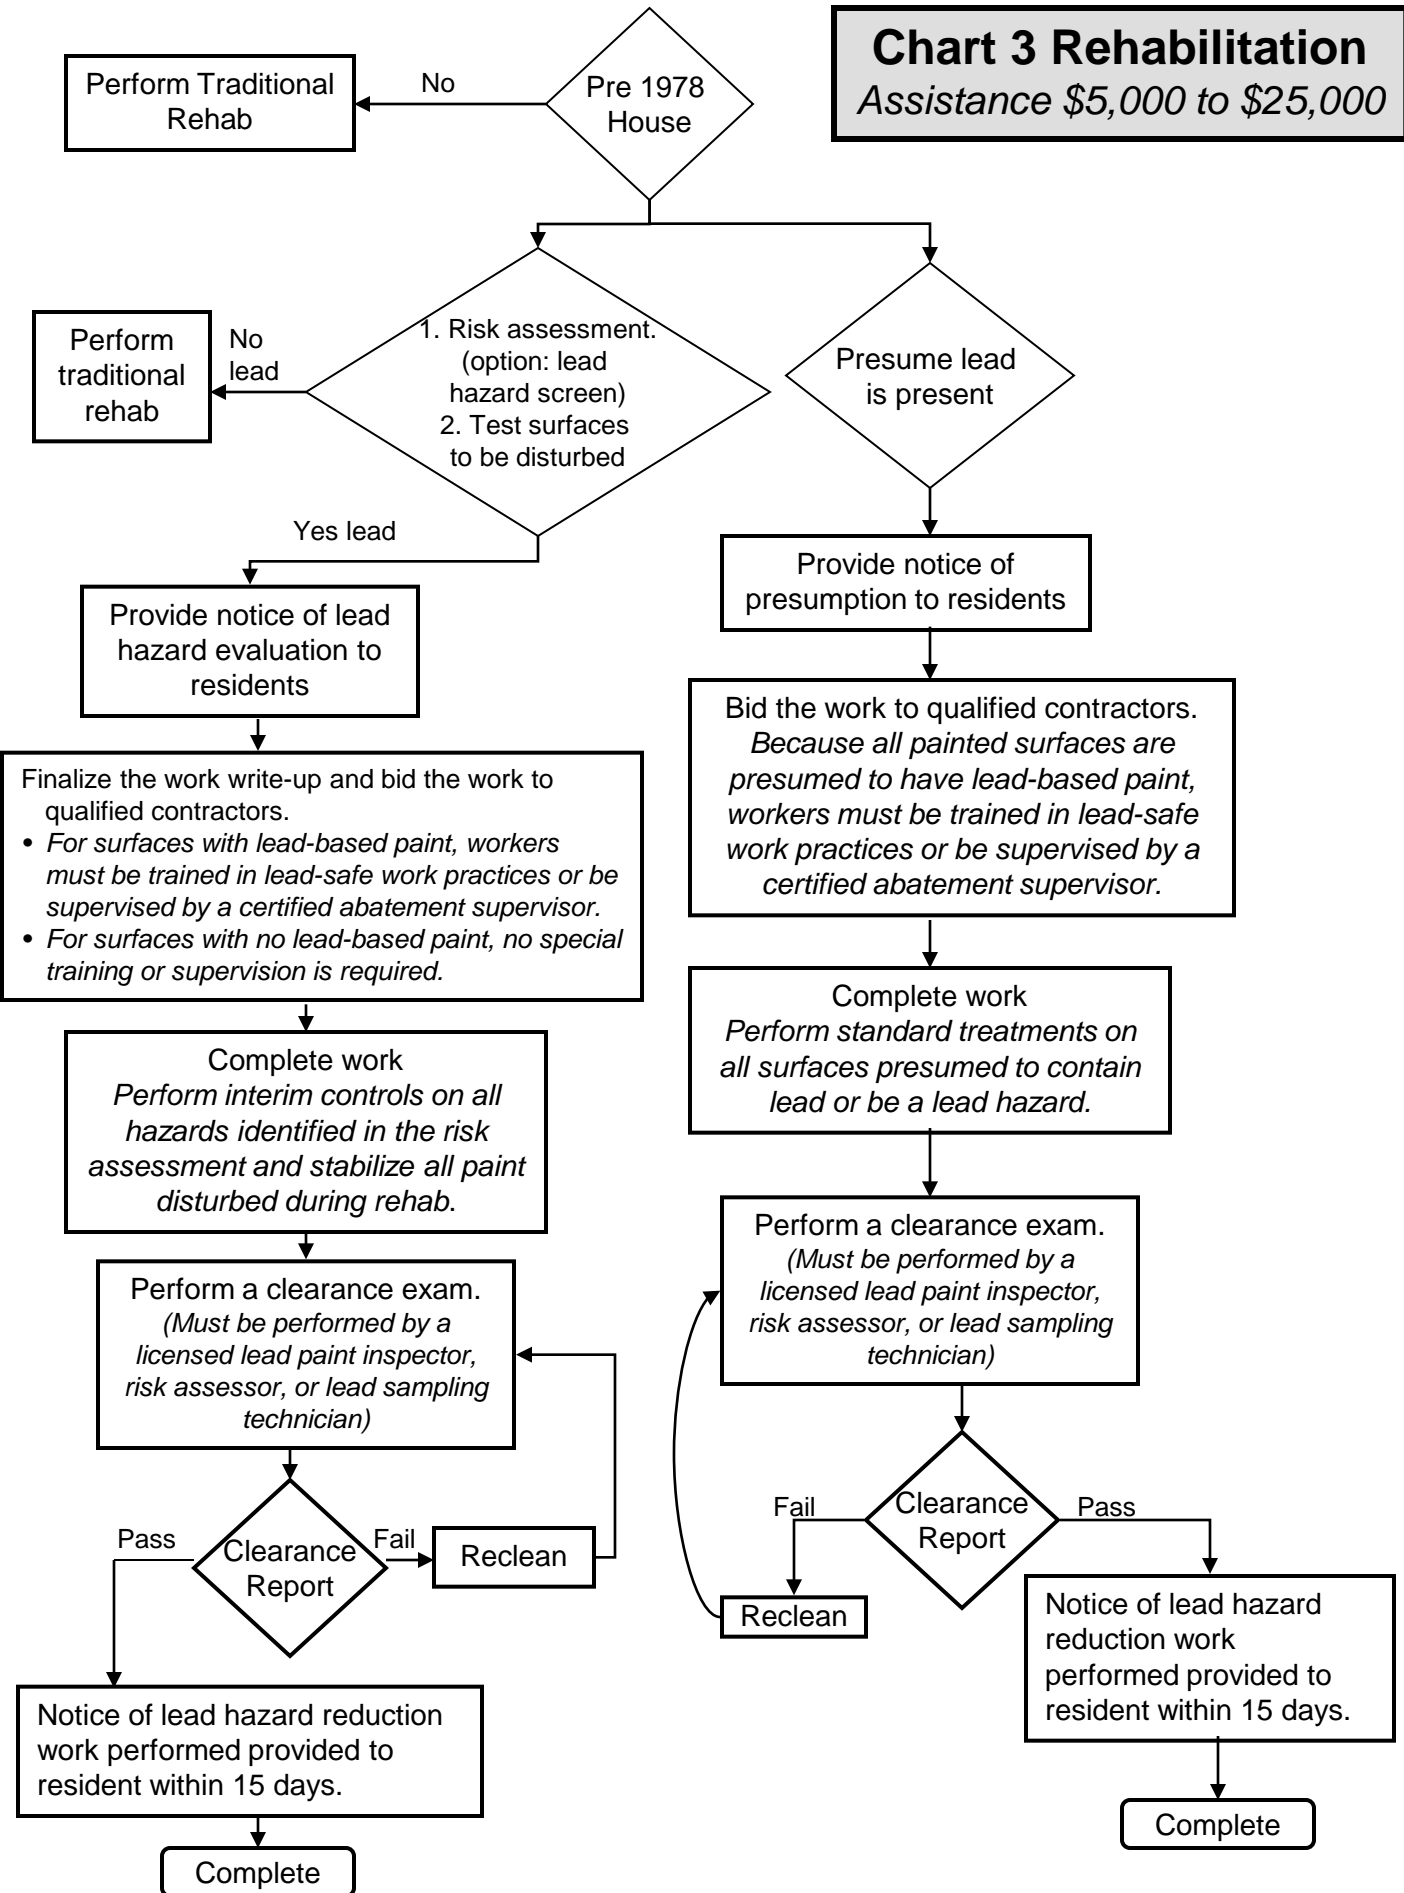 Chart 3 Rehabilitation
Assistance $5,000 to $25,000
Pre 1978
House
No
Perform Traditional
Rehab
1. Risk assessment.
(option: lead
hazard screen)
2. Test surfaces
to be disturbed
No
lead
Perform
traditional
rehab
Presume lead
is present
Yes lead
Provide notice of lead
hazard evaluation to
residents
Finalize the work write-up and bid the work to
qualified contractors.
• For surfaces with lead-based paint, workers
must be trained in lead-safe work practices or be
supervised by a certified abatement supervisor.
• For surfaces with no lead-based paint, no special
training or supervision is required.
Complete work
Perform interim controls on all
hazards identified in the risk
assessment and stabilize all paint
disturbed during rehab.
Perform a clearance exam.
(Must be performed by a
licensed lead paint inspector,
risk assessor, or lead sampling
technician)
Clearance
Report
Pass
Fail
Reclean
Notice of lead hazard reduction
work performed provided to
resident within 15 days.
Complete
Provide notice of
presumption to residents
Bid the work to qualified contractors.
Because all painted surfaces are
presumed to have lead-based paint,
workers must be trained in lead-safe
work practices or be supervised by a
certified abatement supervisor.
Complete work
Perform standard treatments on
all surfaces presumed to contain
lead or be a lead hazard.
Perform a clearance exam.
(Must be performed by a
licensed lead paint inspector,
risk assessor, or lead sampling
technician)
Clearance
Report
Fail
Pass
Reclean
Notice of lead hazard
reduction work
performed provided to
resident within 15 days.
Complete